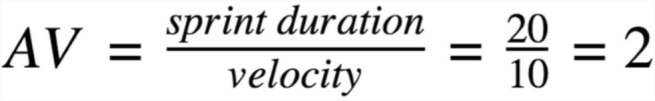 AV = sprint duration / velocity = 20 / 10 = 2